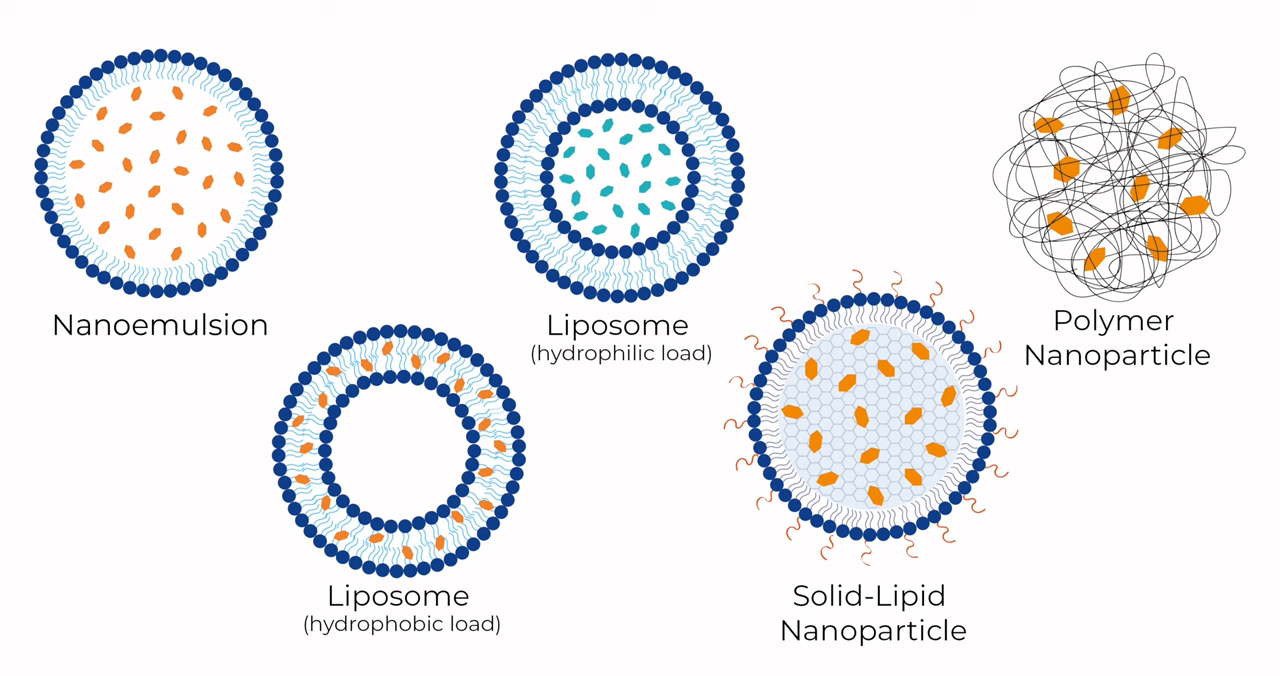 Nanoemulsion
Liposome
(hydrophilic load)
Polymer
Nanoparticle
Liposome
(hydrophobic load)
Solid-Lipid
Nanoparticle